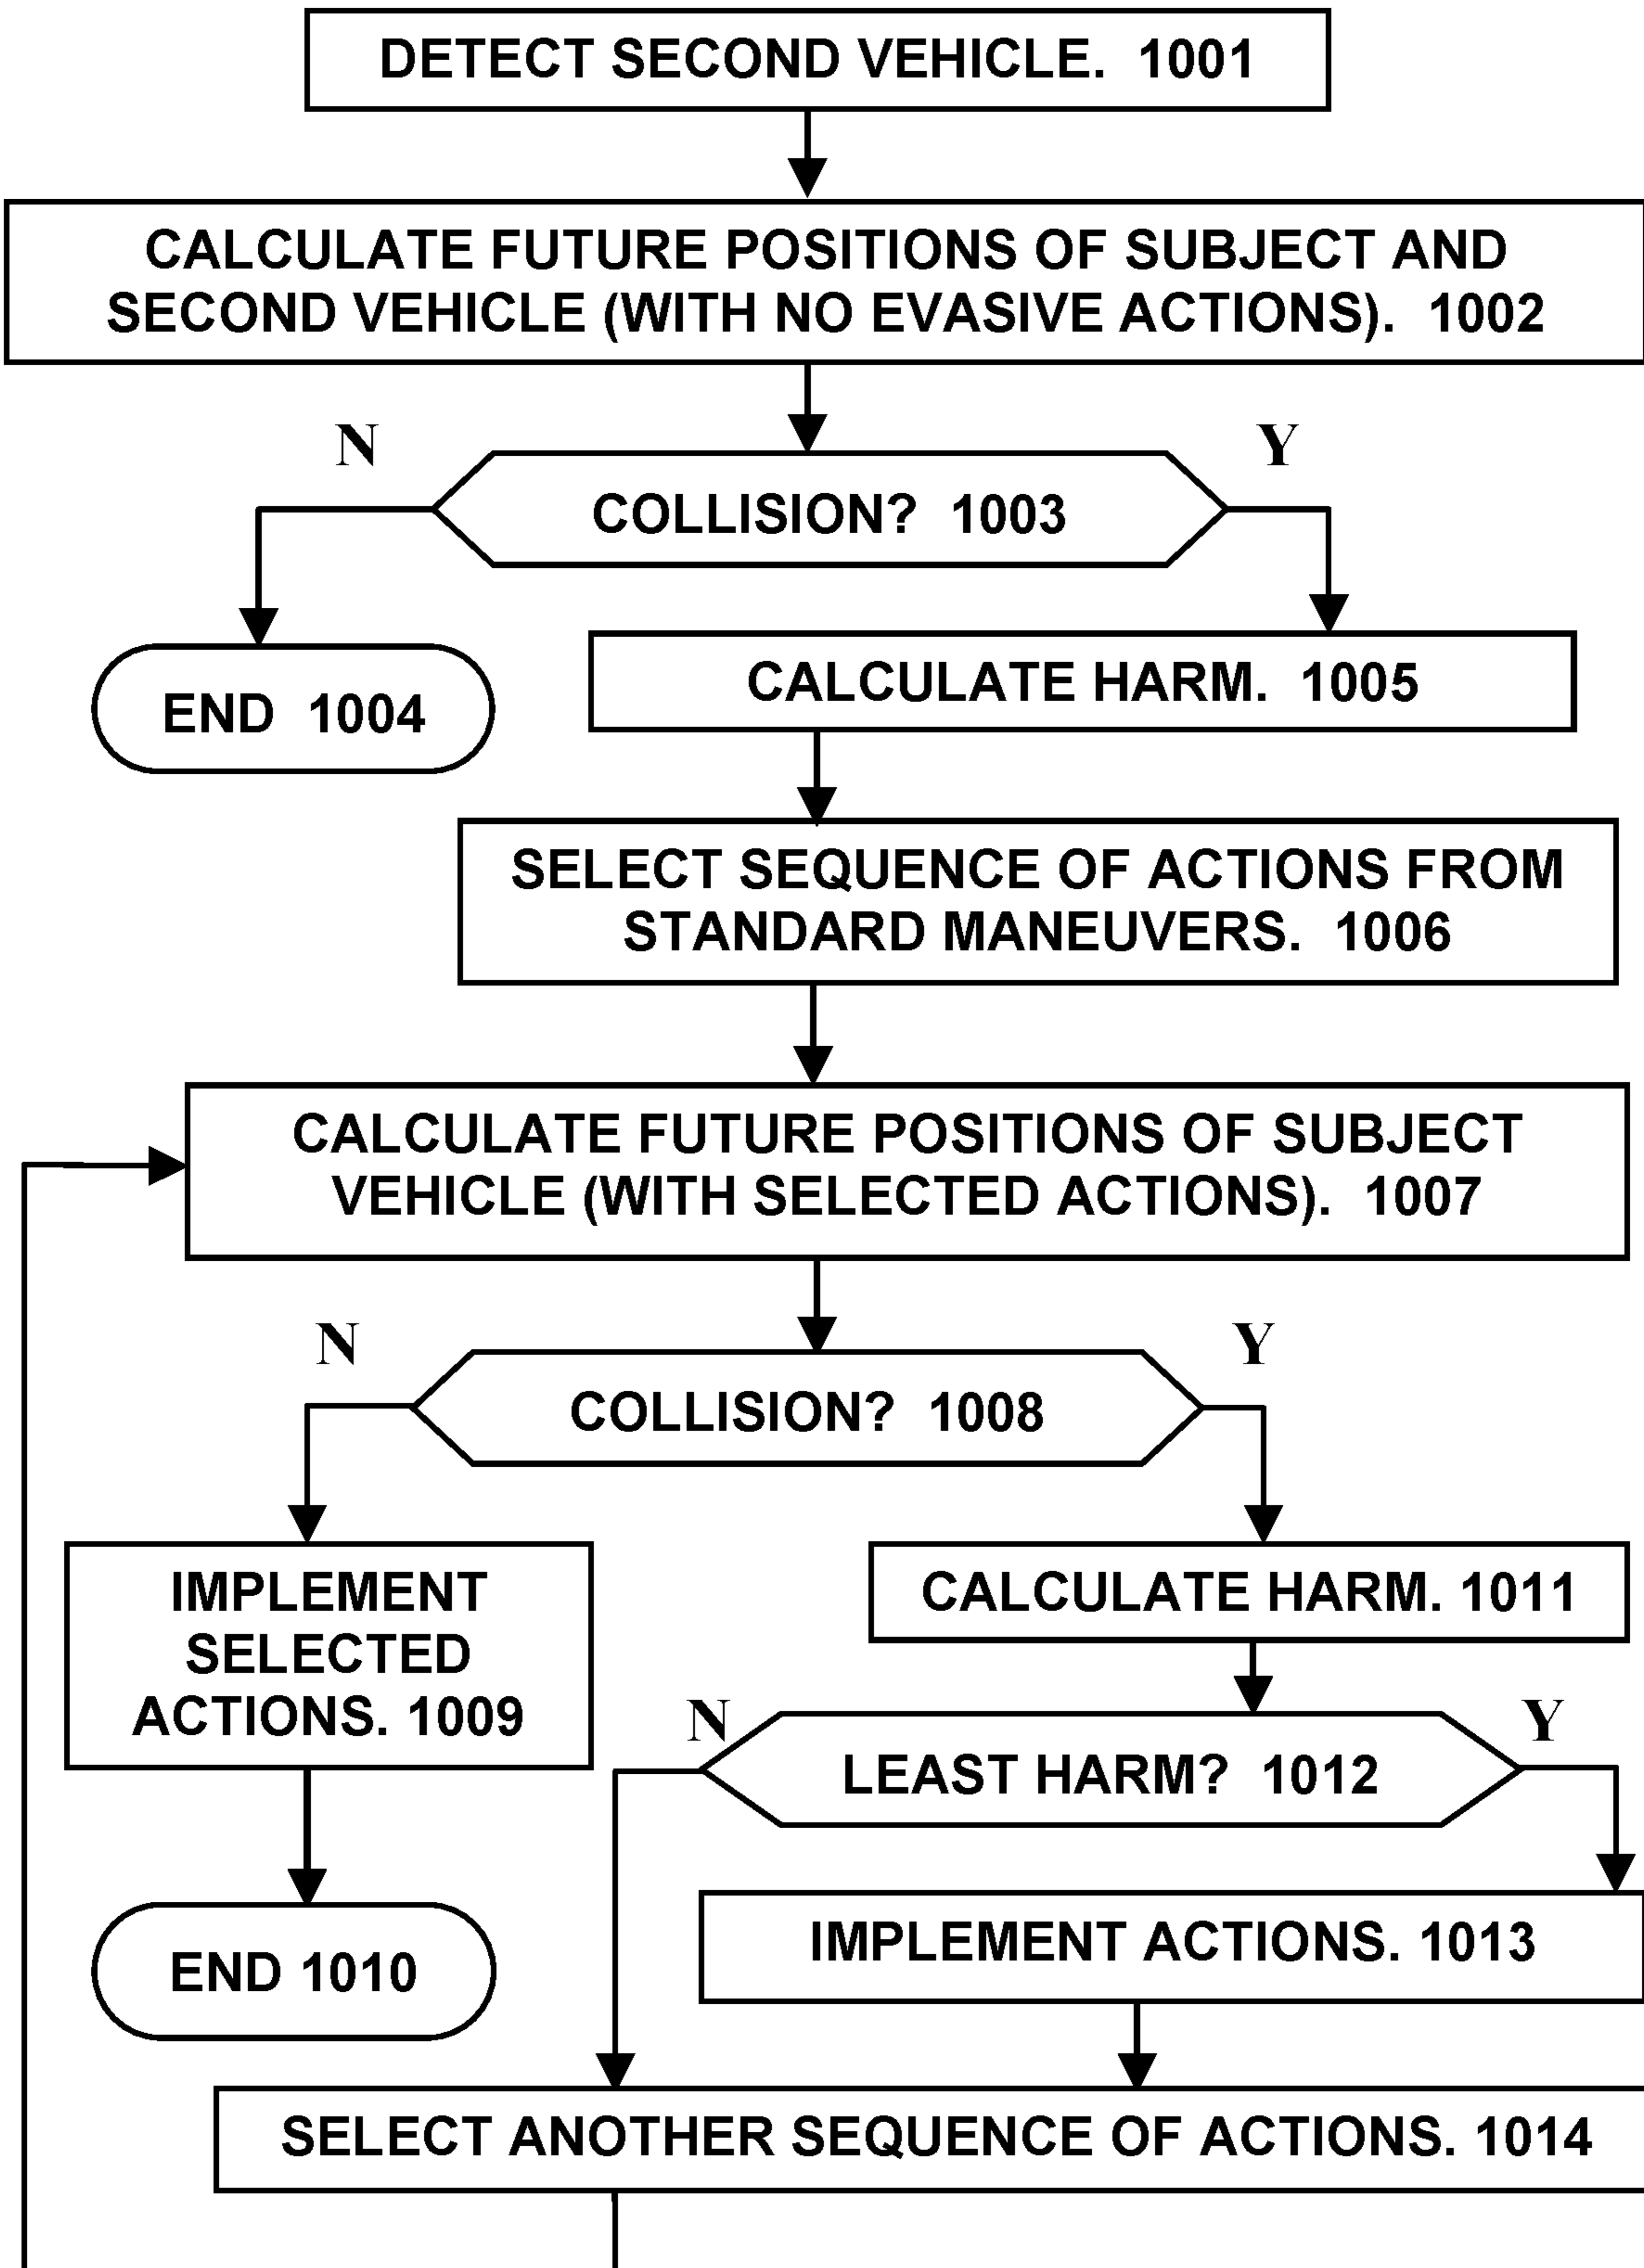 DETECT SECOND VEHICLE. 1001
CALCULATE FUTURE POSITIONS OF SUBJECT AND
SECOND VEHICLE (WITH NO EVASIVE ACTIONS). 1002
N
Y
COLLISION? 1003
CALCULATE HARM. 1005
END 1004
SELECT SEQUENCE OF ACTIONS FROM
STANDARD MANEUVERS. 1006
CALCULATE FUTURE POSITIONS OF SUBJECT
VEHICLE (WITH SELECTED ACTIONS). 1007
N
Y
COLLISION? 1008
IMPLEMENT
SELECTED
ACTIONS. 1009
CALCULATE HARM. 1011
N
Y
LEAST HARM? 1012
IMPLEMENT ACTIONS. 1013
END 1010
SELECT ANOTHER SEQUENCE OF ACTIONS. 1014